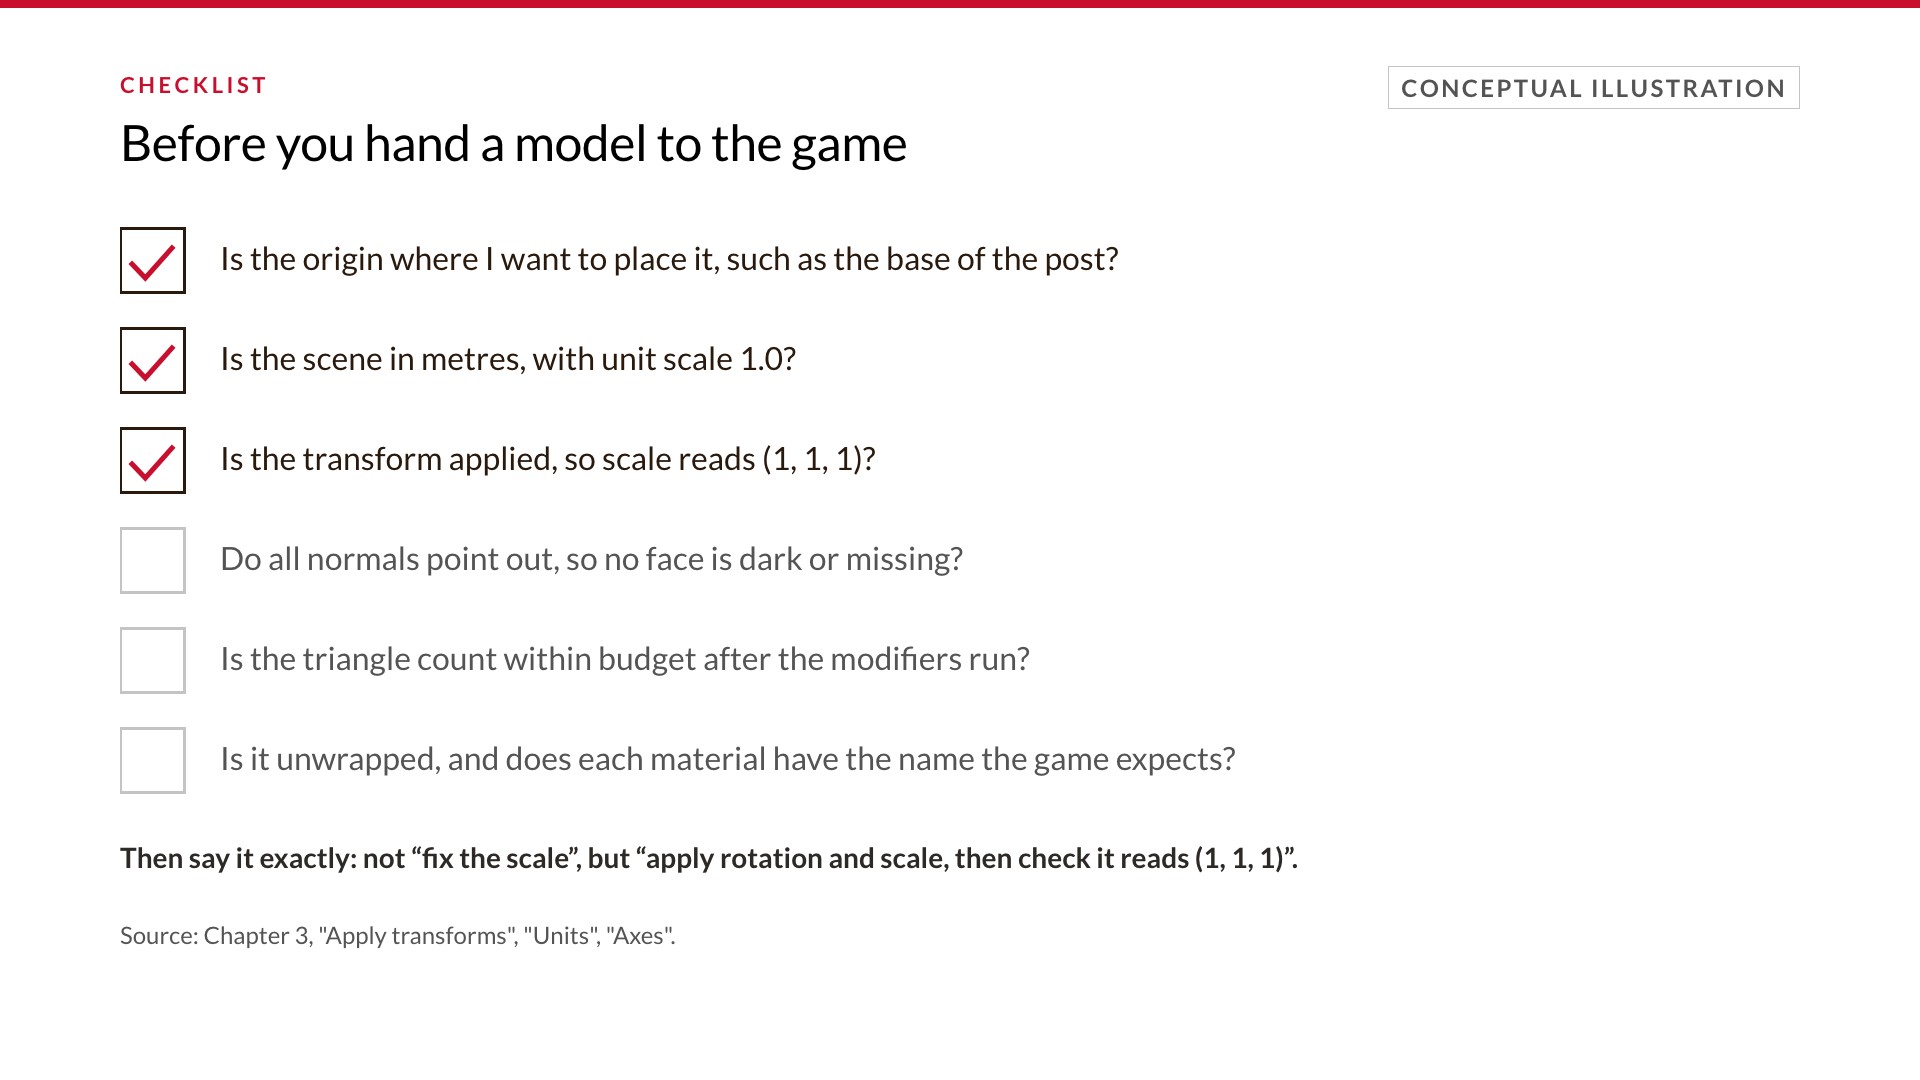 CHECKLIST
CONCEPTUAL ILLUSTRATION
Before you hand a model to the game
Is the origin where I want to place it, such as the base of the post?
Is the scene in metres, with unit scale 1.0?
Is the transform applied, so scale reads (1, 1, 1)?
Do all normals point out, so no face is dark or missing?
Is the triangle count within budget after the modifiers run?
Is it unwrapped, and does each material have the name the game expects?
Then say it exactly: not “fix the scale”, but “apply rotation and scale, then check it reads (1, 1, 1)”.
Source: Chapter 3, "Apply transforms", "Units", "Axes".